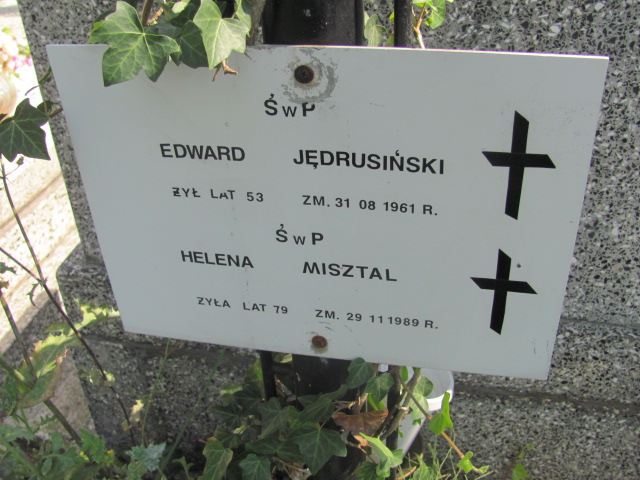 ŚwP
EDWARD JĘDRUSIŃSKI
ŻYŁ LAT 53 ZM. 31 08 1961 R.
ŚwP
HELENA MISZTAL
ŻYŁA LAT 79 ZM. 29 11 1989 R.